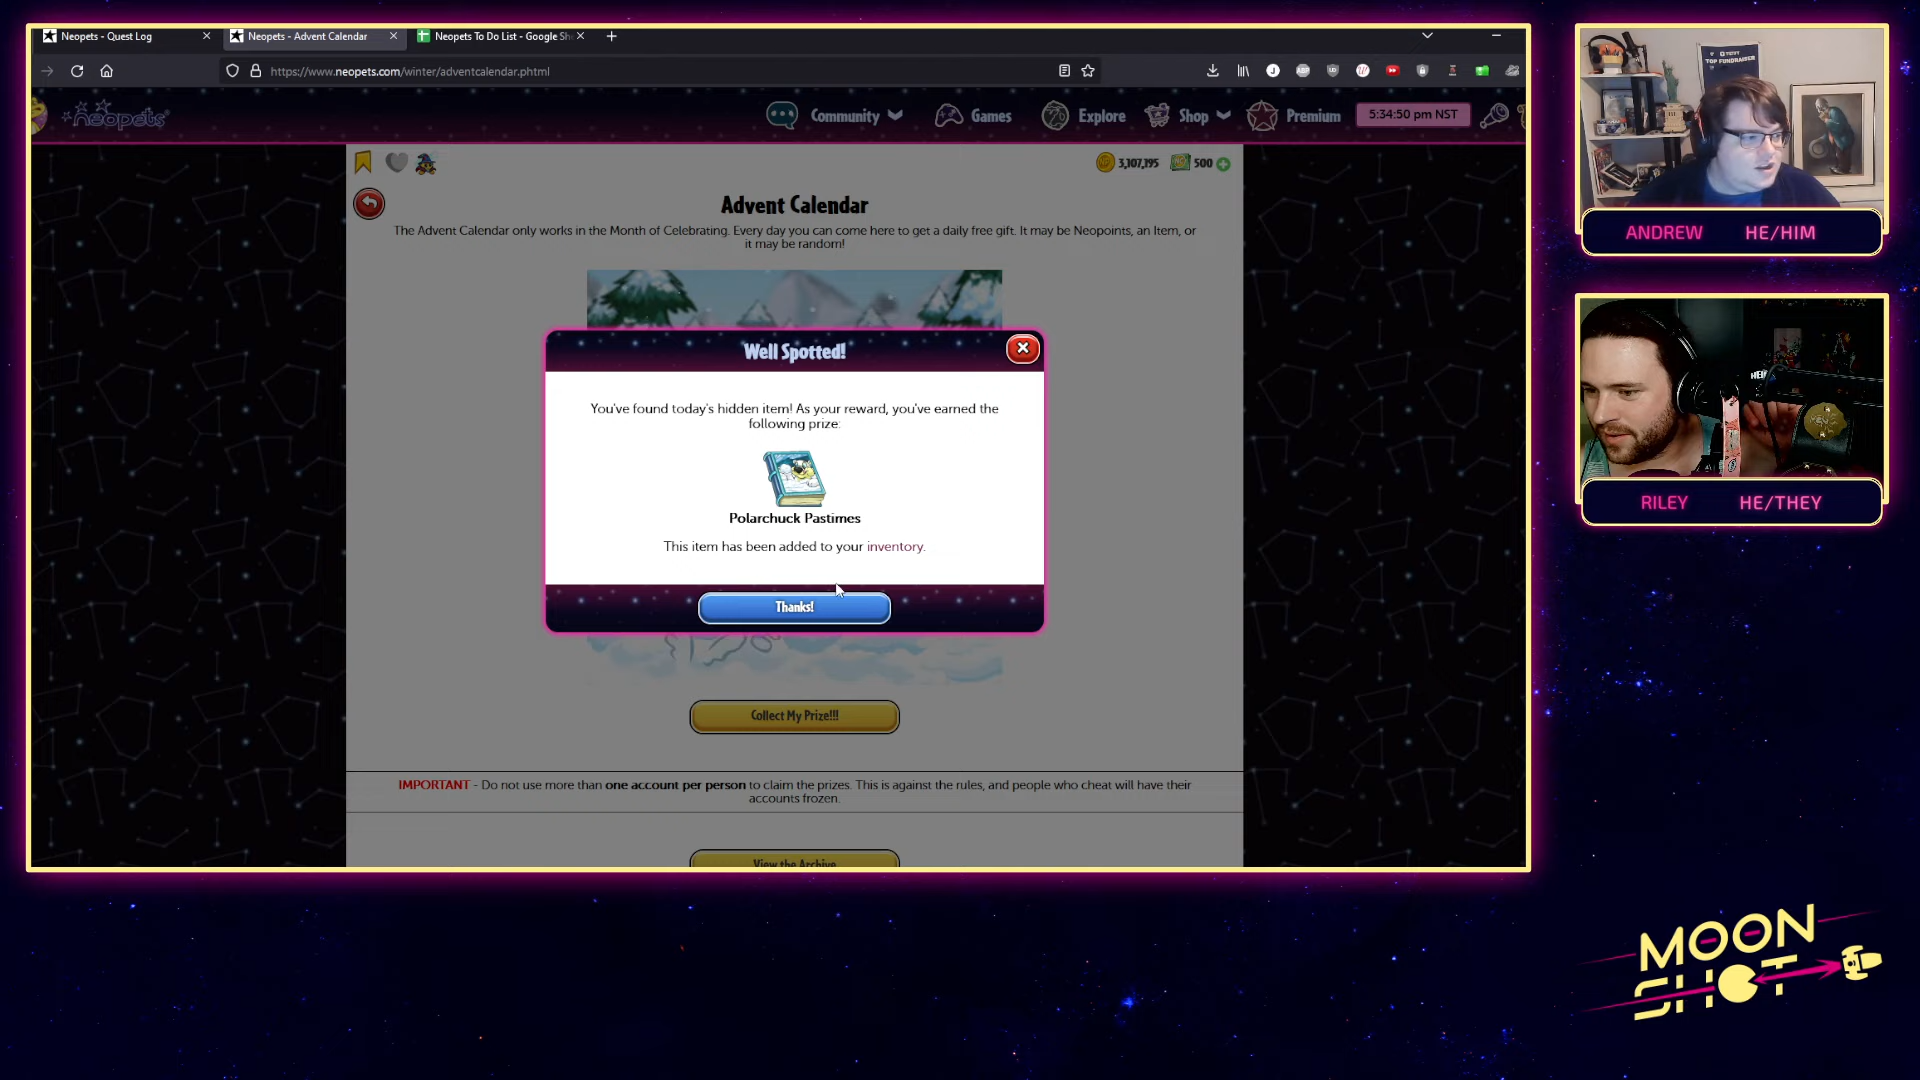 Neopets - Quest Log
Neopets - Advent Calendar
Neopets To Do List - Google She
https://www.neopets.com/winter/adventcalendar.phtml
neopets
Community
Games
Explore
Shop
Premium
5:34:50 pm NST
3,107,195
500
Advent Calendar
The Advent Calendar only works in the Month of Celebrating. Every day you can come here to get a daily free gift. It may be Neopoints, an Item, or
it may be random!
Well Spotted!
You've found today's hidden item! As your reward, you've earned the
following prize:
Polarchuck Pastimes
This item has been added to your inventory.
Thanks!
Collect My Prize!!!
IMPORTANT - Do not use more than one account per person to claim the prizes. This is against the rules, and people who cheat will have their
accounts frozen.
View the Archive
TOP FUNDRAISER
ANDREW HE/HIM
RILEY HE/THEY
MOON
SHOT